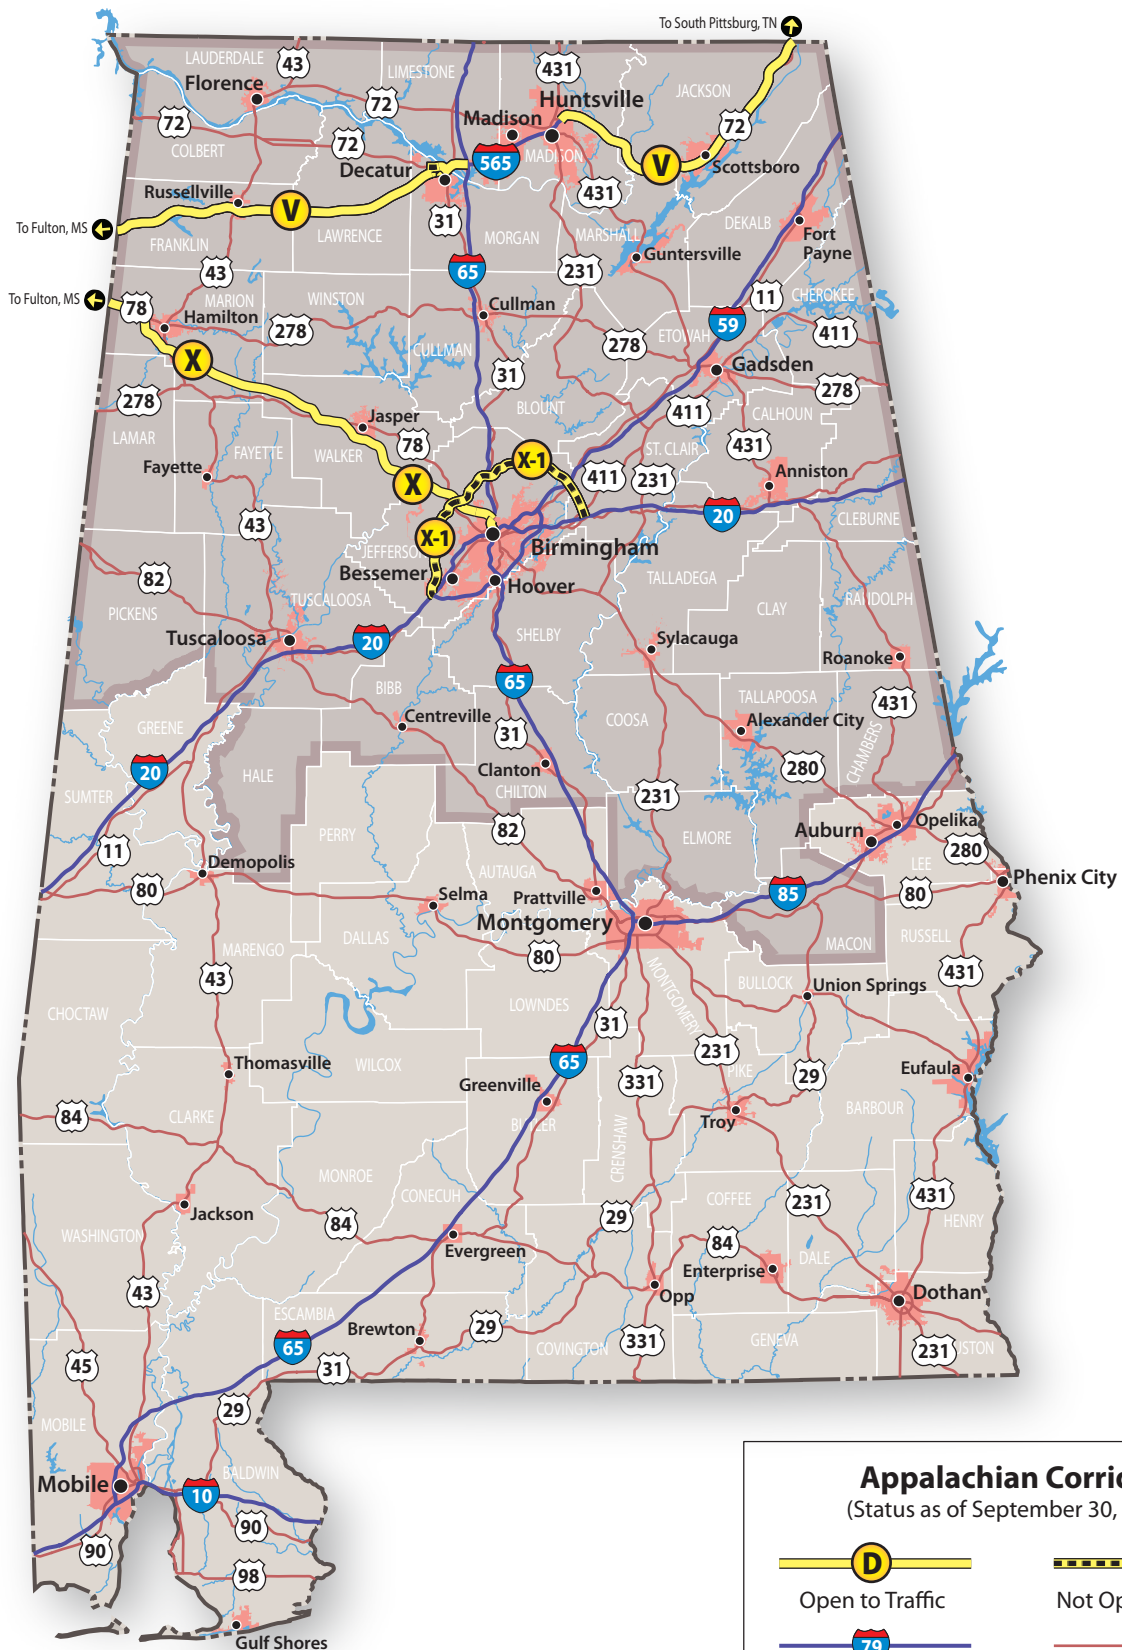 To South Pittsburg, TN
LAUDERDALE
43
LIMESTONE
431
JACKSON
Florence
72
Huntsville
72
Madison
72
72
COLBERT
MADISON
565
V
Decatur
Scottsboro
Russellville
431
V
31
To Fulton, MS
LAWRENCE
MORGAN
MARSHALL
DEKALB
Fort
Payne
FRANKLIN
Guntersville
43
65
231
To Fulton, MS
78
MARION
WINSTON
Cullman
11
CHEROKEE
Hamilton
278
59
ETOWAH
411
278
CULLMAN
X
31
Gadsden
278
278
BLOUNT
411
CALHOUN
Jasper
LAMAR
78
431
FAYETTE
WALKER
ST. CLAIR
Fayette
X-1
411
231
Anniston
X
43
20
CLEBURNE
X-1
JEFFERSON
Birmingham
82
Bessemer
Hoover
TALLADEGA
PICKENS
TUSCALOOSA
CLAY
RANDOLPH
Tuscaloosa
20
SHELBY
Sylacauga
Roanoke
65
BIBB
TALLAPOOSA
431
GREENE
Centreville
COOSA
Alexander City
31
CHAMBERS
20
HALE
Clanton
280
SUMTER
CHILTON
231
PERRY
82
ELMORE
Auburn
Opelika
11
Demopolis
AUTAUGA
280
LEE
80
Selma
Prattville
85
80
Phenix City
Montgomery
DALLAS
MARENGO
80
MACON
RUSSELL
43
MONTGOMERY
BULLOCK
431
Union Springs
CHOCTAW
LOWNDES
31
Thomasville
WILCOX
65
231
PIKE
Eufaula
Greenville
331
29
84
CLARKE
BUTLER
Troy
BARBOUR
CRENSHAW
MONROE
CONECUH
COFFEE
431
Jackson
231
84
29
HENRY
WASHINGTON
Evergreen
84
DALE
Enterprise
43
Opp
Dothan
ESCAMBIA
Brewton
29
65
COVINGTON
331
GENEVA
231
USTON
45
31
29
MOBILE
BALDWIN
Mobile
10
90
90
98
Gulf Shores
Appalachian Corrid
(Status as of September 30,
D
Open to Traffic
Not Op
79